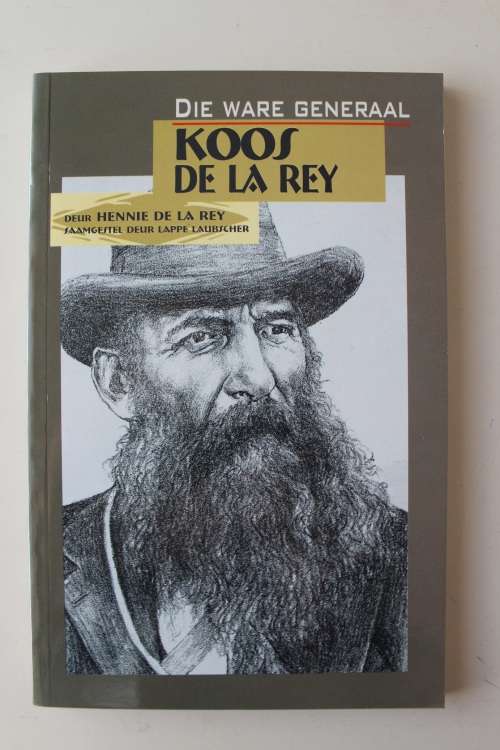 DIE WARE GENERAAL
KOOS
DE LA REY
DEUR HENNIE DE LA REY
SAAMGESTEL DEUR LAPPE LAUBSCHER